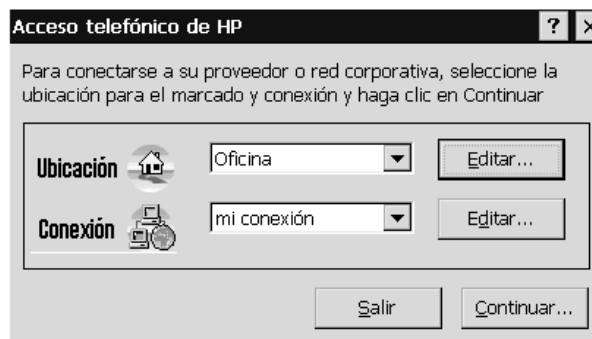 Acceso telefónico de HP
Para conectarse a su proveedor o red corporativa, seleccione la
ubicación para el marcado y conexión y haga clic en Continuar
Ubicación Oficina Editar...
Conexión mi conexión Editar...
Salir Continuar...